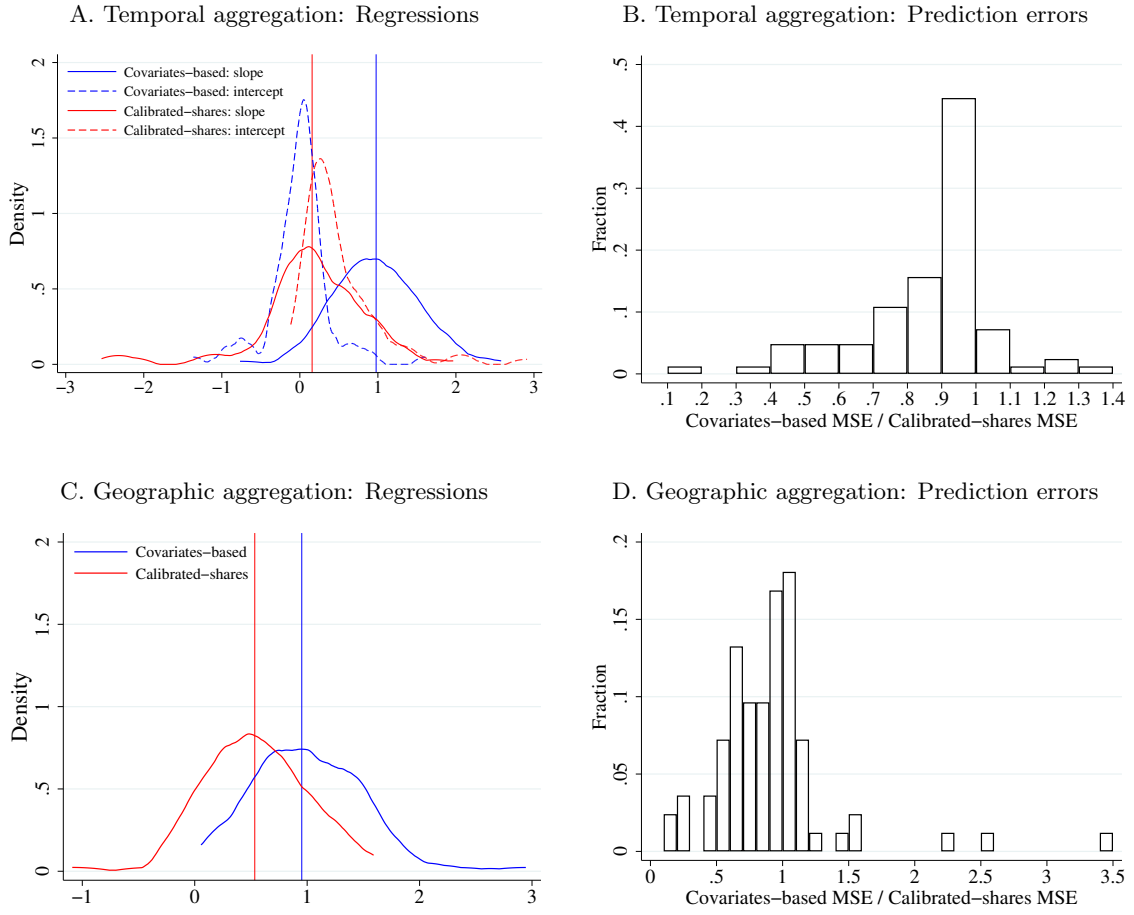 A. Temporal aggregation: Regressions
Density
2
1.5
1
.5
0
Covariates−based: slope
Covariates−based: intercept
Calibrated−shares: slope
Calibrated−shares: intercept
−3 −2 −1 0 1 2 3
B. Temporal aggregation: Prediction errors
Fraction
.5
.4
.3
.2
.1
0
.1 .2 .3 .4 .5 .6 .7 .8 .9 1 1.1 1.2 1.3 1.4
Covariates−based MSE / Calibrated−shares MSE
C. Geographic aggregation: Regressions
Density
2
1.5
1
.5
0
Covariates−based
Calibrated−shares
−1 0 1 2 3
D. Geographic aggregation: Prediction errors
Fraction
.2
.15
.1
.05
0
0 .5 1 1.5 2 2.5 3 3.5
Covariates−based MSE / Calibrated−shares MSE